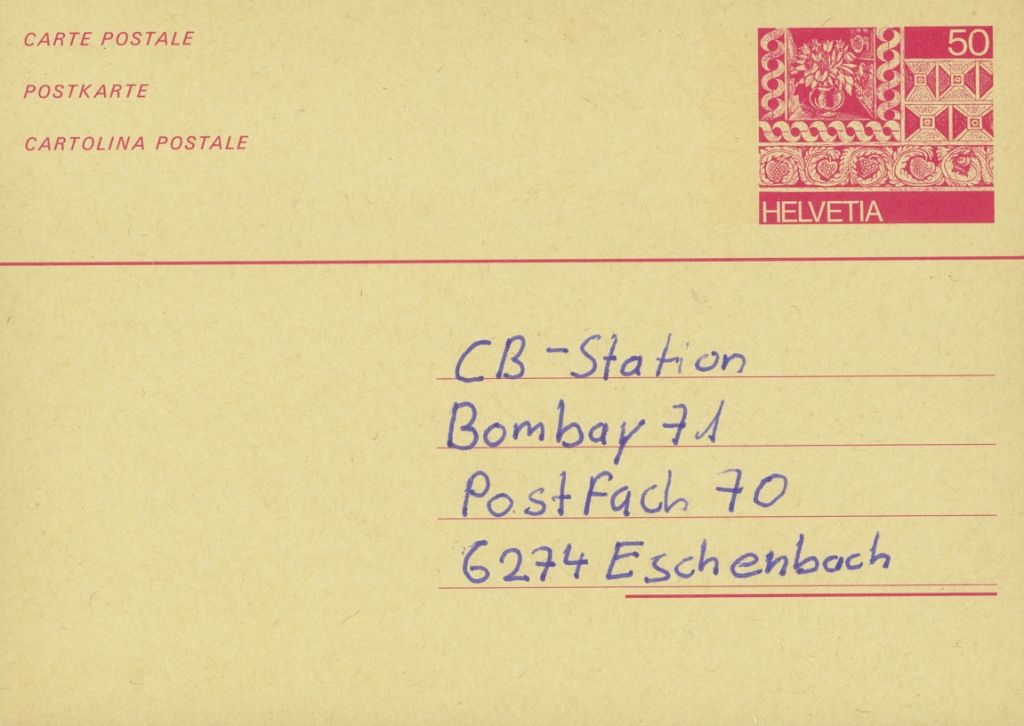 CARTE POSTALE
POSTKARTE
CARTOLINA POSTALE
50
HELVETIA
CB-Station
Bombay 71
Postfach 70
6274 Eschenbach